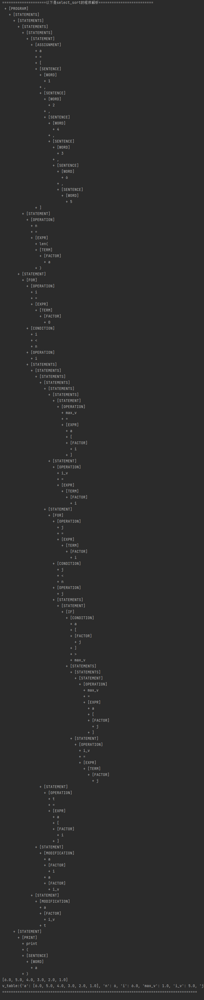 ====================以下是select_sort的程序解析=========================
+ [PROGRAM]
+ [STATEMENTS]
+ [STATEMENTS]
+ [STATEMENTS]
+ [STATEMENTS]
+ [STATEMENT]
+ [ASSIGNMENT]
+ a
+ =
+ [
+ [SENTENCE]
+ [WORD]
+ 1
+ ,
+ [SENTENCE]
+ [WORD]
+ 2
+ ,
+ [SENTENCE]
+ [WORD]
+ 4
+ ,
+ [SENTENCE]
+ [WORD]
+ 3
+ ,
+ [SENTENCE]
+ [WORD]
+ 6
+ ,
+ [SENTENCE]
+ [WORD]
+ 5
+ ]
+ [STATEMENT]
+ [OPERATION]
+ n
+ =
+ [EXPR]
+ len(
+ [TERM]
+ [FACTOR]
+ a
+ )
+ [STATEMENT]
+ [FOR]
+ [OPERATION]
+ i
+ =
+ [EXPR]
+ [TERM]
+ [FACTOR]
+ 0
+ [CONDITION]
+ i
+ <
+ n
+ [OPERATION]
+ i
+ [STATEMENTS]
+ [STATEMENTS]
+ [STATEMENTS]
+ [STATEMENTS]
+ [STATEMENTS]
+ [STATEMENTS]
+ [STATEMENT]
+ [OPERATION]
+ max_v
+ =
+ [EXPR]
+ a
+ [
+ [FACTOR]
+ i
+ ]
+ [STATEMENT]
+ [OPERATION]
+ i_v
+ =
+ [EXPR]
+ [TERM]
+ [FACTOR]
+ i
+ [STATEMENT]
+ [FOR]
+ [OPERATION]
+ j
+ =
+ [EXPR]
+ [TERM]
+ [FACTOR]
+ i
+ [CONDITION]
+ j
+ <
+ n
+ [OPERATION]
+ j
+ [STATEMENTS]
+ [STATEMENT]
+ [IF]
+ [CONDITION]
+ a
+ [
+ [FACTOR]
+ j
+ ]
+ >
+ max_v
+ [STATEMENTS]
+ [STATEMENTS]
+ [STATEMENT]
+ [OPERATION]
+ max_v
+ =
+ [EXPR]
+ a
+ [
+ [FACTOR]
+ j
+ ]
+ [STATEMENT]
+ [OPERATION]
+ i_v
+ =
+ [EXPR]
+ [TERM]
+ [FACTOR]
+ j
+ [STATEMENT]
+ [OPERATION]
+ t
+ =
+ [EXPR]
+ a
+ [
+ [FACTOR]
+ i
+ ]
+ [STATEMENT]
+ [MODIFICATION]
+ a
+ [FACTOR]
+ i
+ a
+ [FACTOR]
+ i_v
+ [STATEMENT]
+ [MODIFICATION]
+ a
+ [FACTOR]
+ i_v
+ t
+ [STATEMENT]
+ [PRINT]
+ print
+ (
+ [SENTENCE]
+ [WORD]
+ a
+ )
[6.0, 5.0, 4.0, 3.0, 2.0, 1.0]
v_table:{'a': [6.0, 5.0, 4.0, 3.0, 2.0, 1.0], 'n': 6, 'i': 6.0, 'max_v': 1.0, 'i_v': 5.0, 'j
=========================================================================================